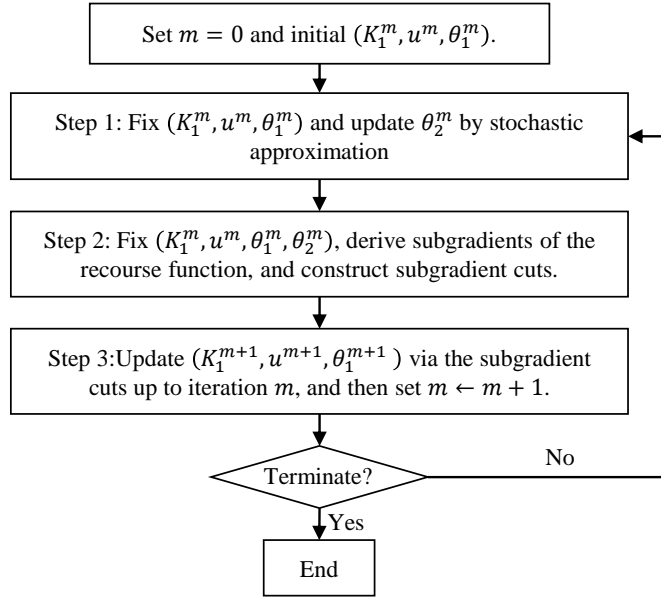 Set 𝑚 = 0 and initial (𝐾₁ᵐ, 𝑢ᵐ, 𝜃₁ᵐ).
Step 1: Fix (𝐾₁ᵐ, 𝑢ᵐ, 𝜃₁ᵐ) and update 𝜃₂ᵐ by stochastic
approximation
Step 2: Fix (𝐾₁ᵐ, 𝑢ᵐ, 𝜃₁ᵐ, 𝜃₂ᵐ), derive subgradients of the
recourse function, and construct subgradient cuts.
Step 3:Update (𝐾₁ᵐ⁺¹, 𝑢ᵐ⁺¹, 𝜃₁ᵐ⁺¹ ) via the subgradient
cuts up to iteration 𝑚, and then set 𝑚 ← 𝑚 + 1.
Terminate?
No
Yes
End